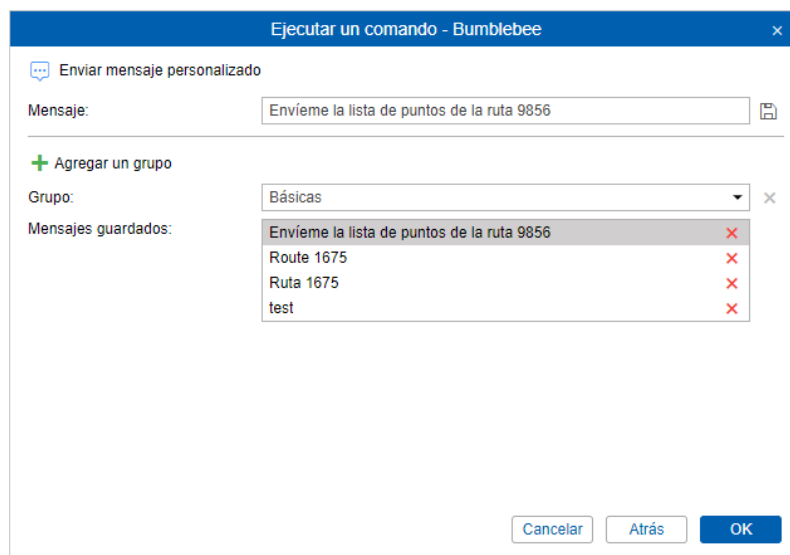 Ejecutar un comando - Bumblebee
Enviar mensaje personalizado
Mensaje: Envíeme la lista de puntos de la ruta 9856
Agregar un grupo
Grupo: Básicas
Mensajes guardados: Envíeme la lista de puntos de la ruta 9856
Route 1675
Ruta 1675
test
Cancelar Atrás OK